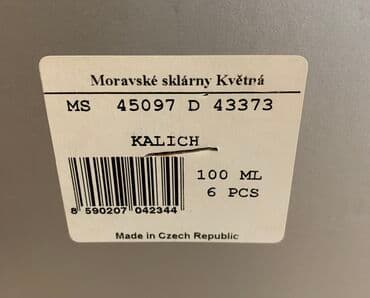 Moravské sklárny Květná
MS 45097 D 43373
KALICH
100 ML
6 PCS
8 590207 042344
Made in Czech Republic